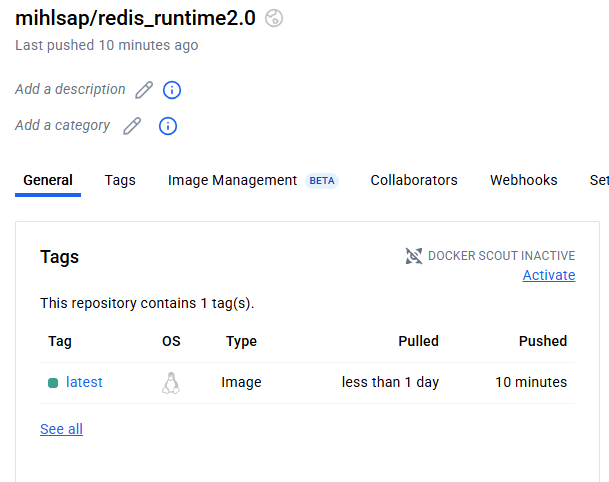 mihlsap/redis_runtime2.0
Last pushed 10 minutes ago
Add a description
Add a category
General Tags Image Management BETA Collaborators Webhooks Set
Tags
DOCKER SCOUT INACTIVE
Activate
This repository contains 1 tag(s).
Tag OS Type Pulled Pushed
latest Image less than 1 day 10 minutes
See all